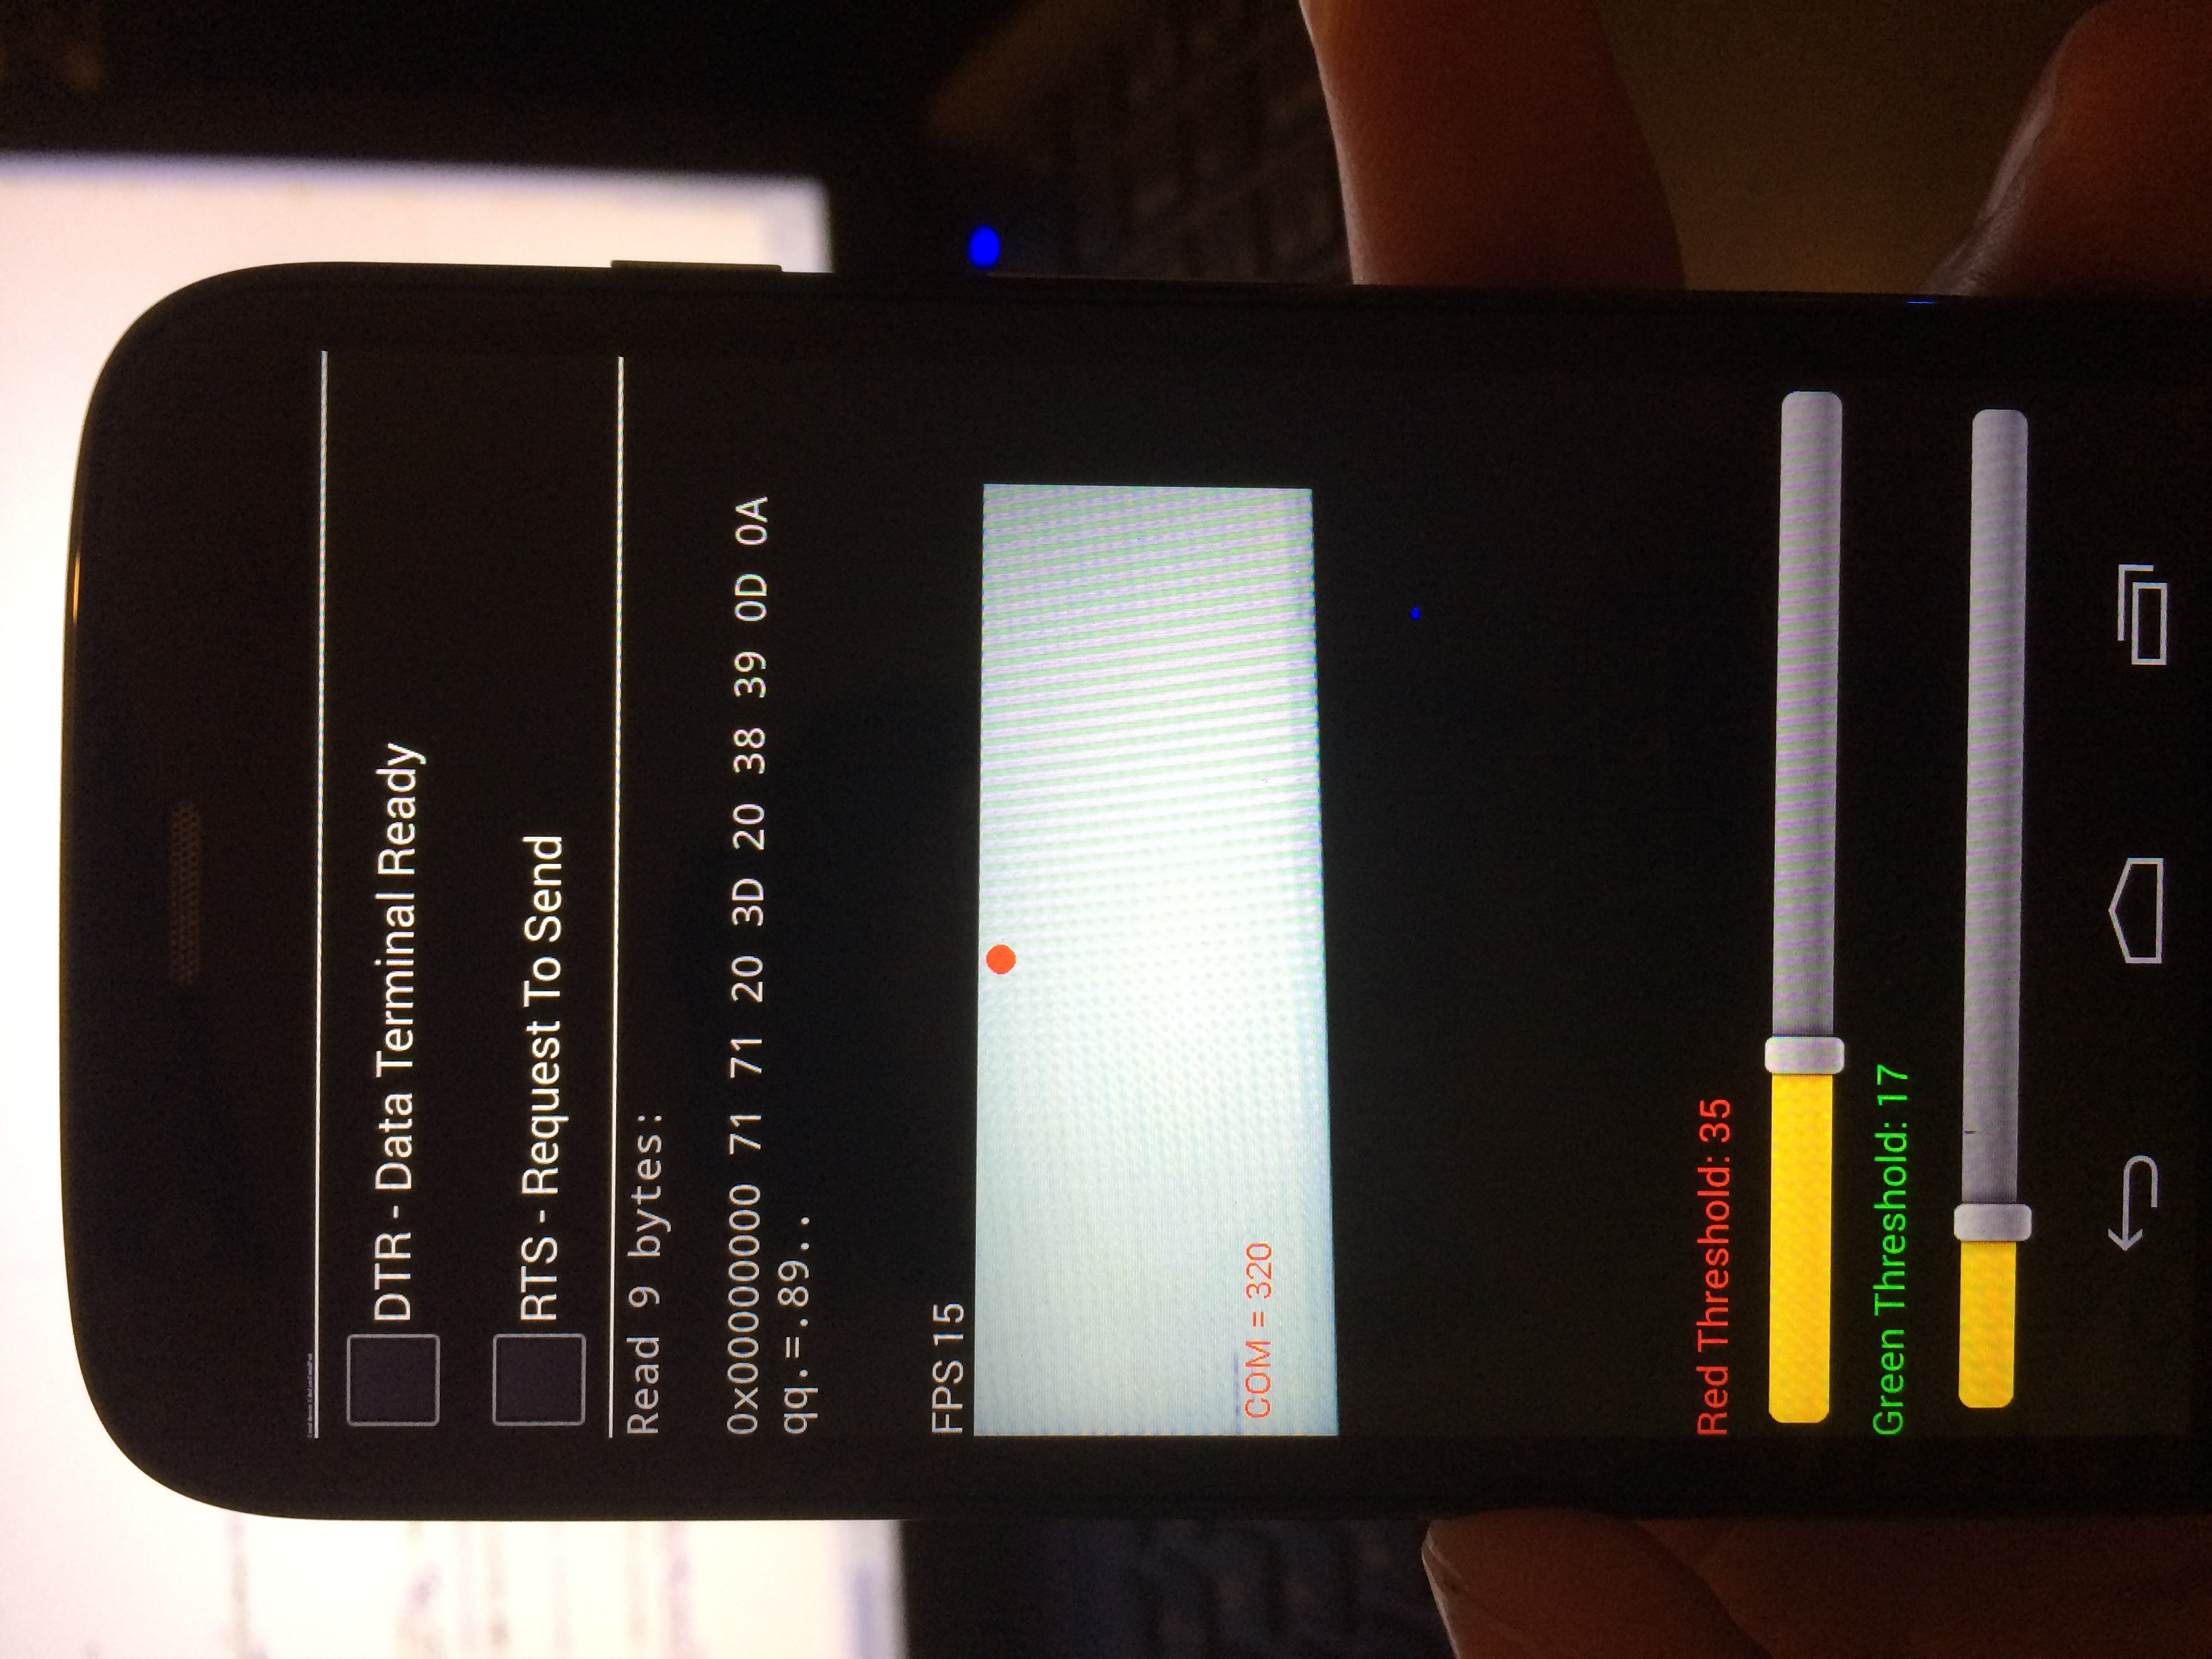 DTR - Data Terminal Ready
RTS - Request To Send
Read 9 bytes:
0x00000000 71 71 20 3D 20 38 39 0D 0A
qq.=.89..
FPS 15
COM = 320
Red Threshold: 35
Green Threshold: 17